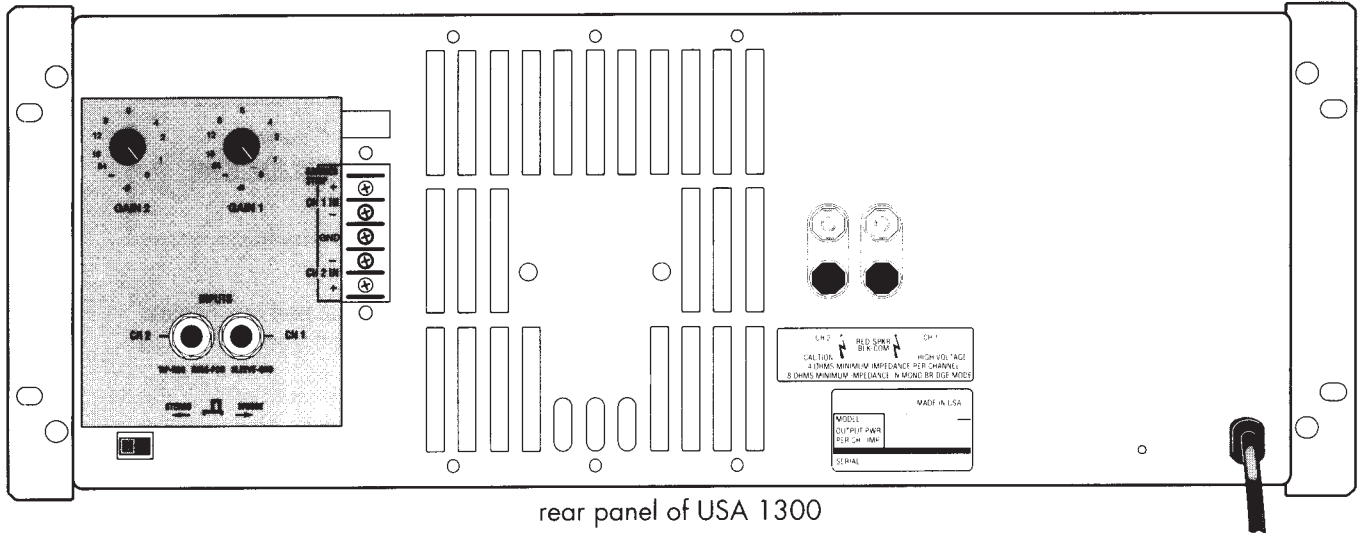 GAIN 2
GAIN 1
+
CH 1 IN
−
GND
−
CH 2 IN
+
INPUTS
CH 2
CH 1
STEREO
CH 2
RED SPKR
BLK-COM
CH 1
CAUTION
HIGH VOLTAGE
4 OHMS MINIMUM IMPEDANCE PER CHANNEL
8 OHMS MINIMUM IMPEDANCE IN MONO BRIDGE MODE
MADE IN USA
MODEL
OUTPUT PWR
PER CH IMP
SERIAL
rear panel of USA 1300